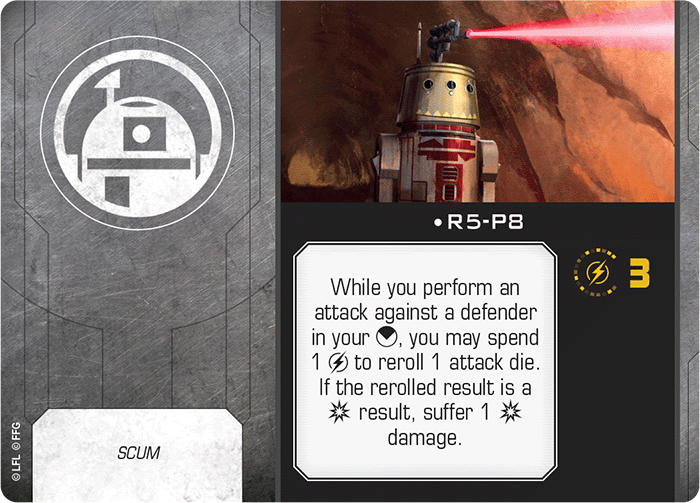 • R5-P8
While you perform an
attack against a defender
in your , you may spend
1 to reroll 1 attack die.
If the rerolled result is a
result, suffer 1
damage.
3
SCUM
© LFL © FFG